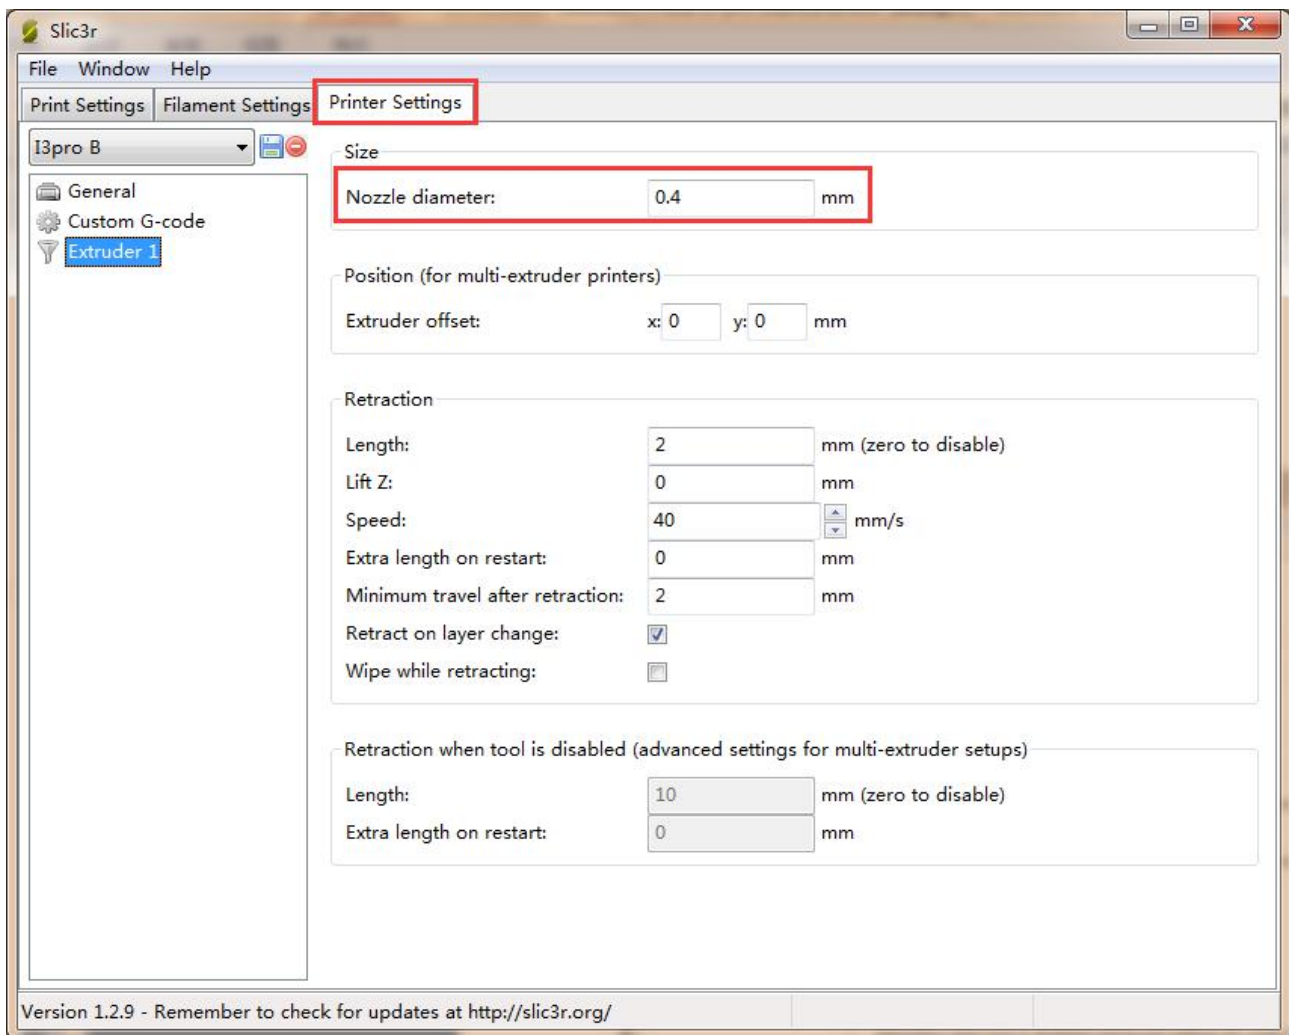 Slic3r
File Window Help
Print Settings Filament Settings Printer Settings
I3pro B
General
Custom G-code
Extruder 1
Size
Nozzle diameter: 0.4 mm
Position (for multi-extruder printers)
Extruder offset: x: 0 y: 0 mm
Retraction
Length: 2 mm (zero to disable)
Lift Z: 0 mm
Speed: 40 mm/s
Extra length on restart: 0 mm
Minimum travel after retraction: 2 mm
Retract on layer change:
Wipe while retracting:
Retraction when tool is disabled (advanced settings for multi-extruder setups)
Length: 10 mm (zero to disable)
Extra length on restart: 0 mm
Version 1.2.9 - Remember to check for updates at http://slic3r.org/